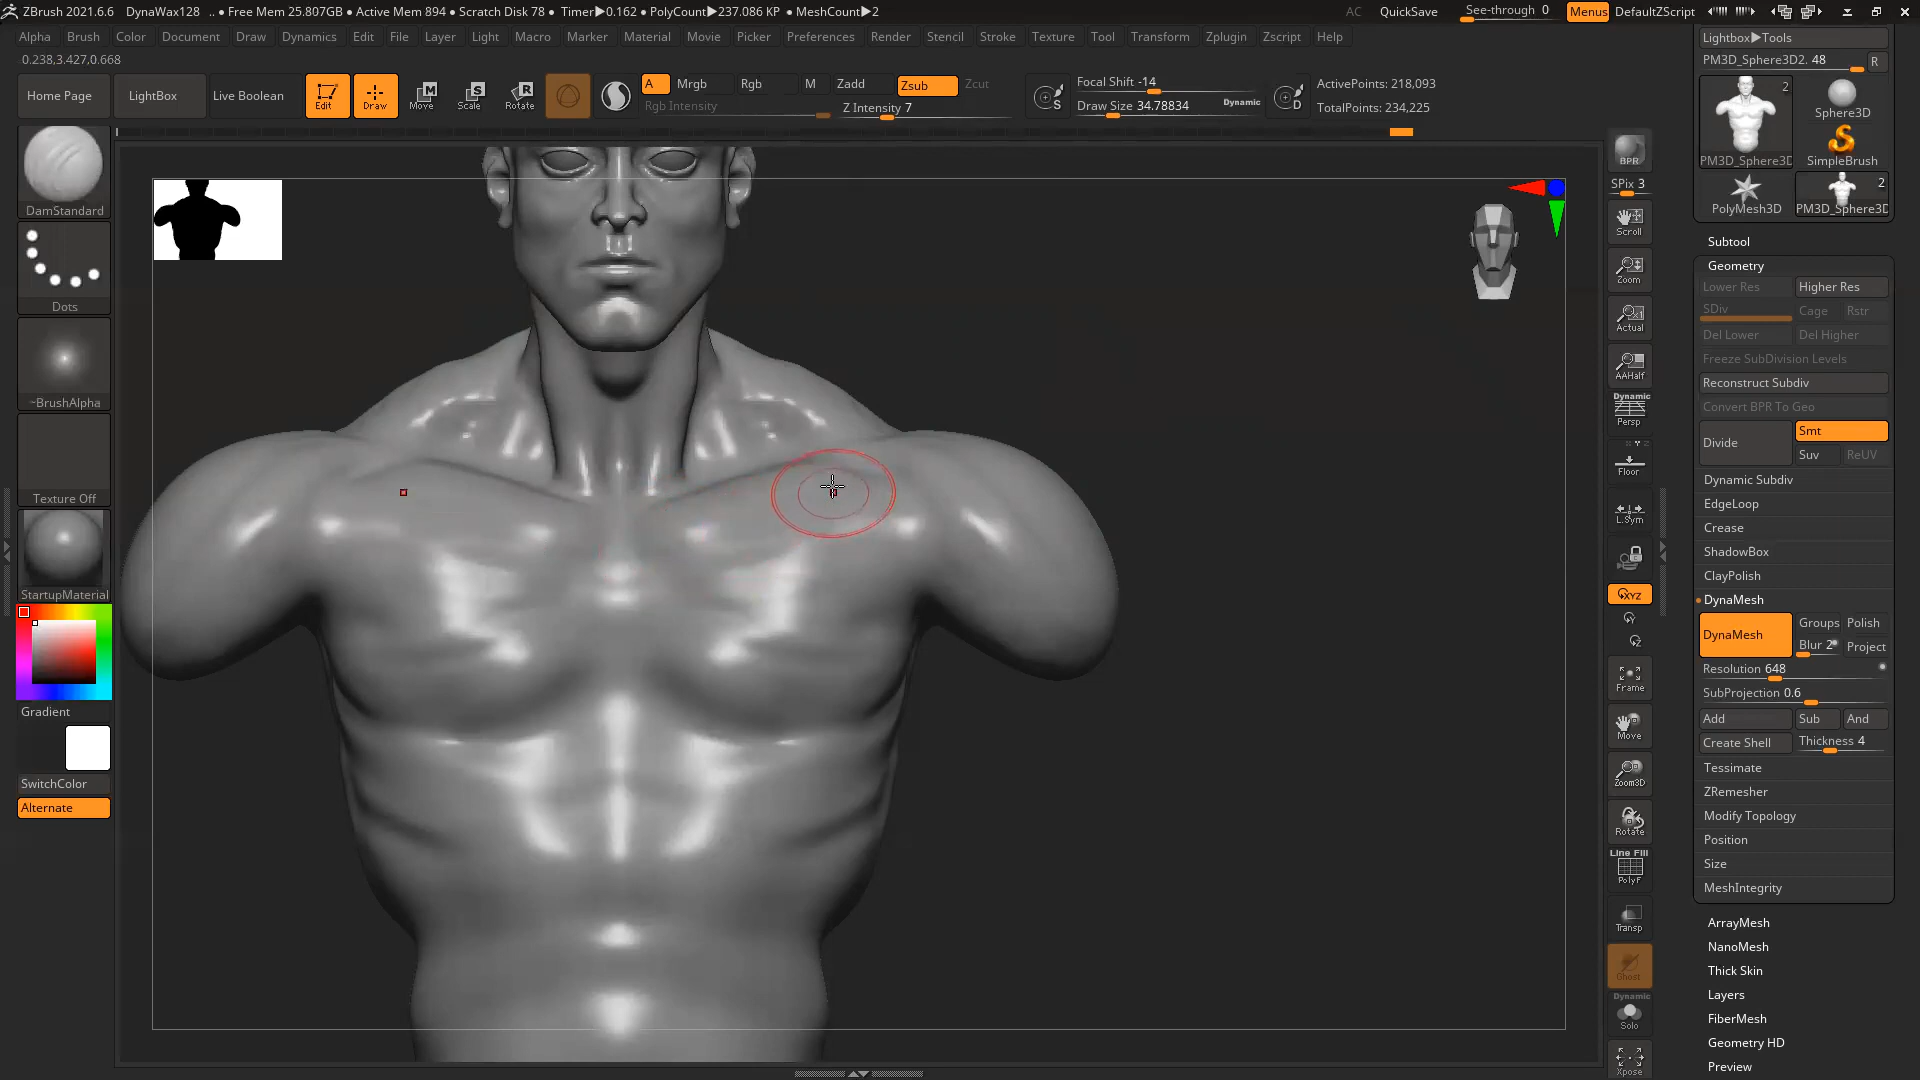 ZBrush 2021.6.6 DynaWax128 .. • Free Mem 25.807GB • Active Mem 894 • Scratch Disk 78 • Timer▶0.162 • PolyCount▶237.086 KP • MeshCount▶2 AC QuickSave See-through 0 Menus DefaultZScript
Alpha Brush Color Document Draw Dynamics Edit File Layer Light Macro Marker Material Movie Picker Preferences Render Stencil Stroke Texture Tool Transform Zplugin Zscript Help
0.238,3.427,0.668
Home Page LightBox Live Boolean Edit Draw Move Scale Rotate
A Mrgb Rgb M Zadd Zsub Zcut
Rgb Intensity Z Intensity 7
S Focal Shift -14
Draw Size 34.78834 Dynamic D
ActivePoints: 218,093
TotalPoints: 234,225
DamStandard
Dots
~BrushAlpha
Texture Off
StartupMaterial
Gradient
SwitchColor
Alternate
BPR
SPix 3
Scroll
Zoom
Actual
AAHalf
Dynamic
Persp
Floor
L.Sym
XYZ
Y
Z
Frame
Move
Zoom3D
Rotate
Line Fill
PolyF
Transp
Ghost
Dynamic
Solo
Xpose
Lightbox▶Tools
PM3D_Sphere3D2. 48 R
2
PM3D_Sphere3D
Sphere3D
SimpleBrush
PolyMesh3D
2
PM3D_Sphere3D
Subtool
Geometry
Lower Res Higher Res
SDiv Cage Rstr
Del Lower Del Higher
Freeze SubDivision Levels
Reconstruct Subdiv
Convert BPR To Geo
Divide Smt
Suv ReUV
Dynamic Subdiv
EdgeLoop
Crease
ShadowBox
ClayPolish
DynaMesh
DynaMesh Groups Polish
Blur 2 Project
Resolution 648
SubProjection 0.6
Add Sub And
Create Shell Thickness 4
Tessimate
ZRemesher
Modify Topology
Position
Size
MeshIntegrity
ArrayMesh
NanoMesh
Thick Skin
Layers
FiberMesh
Geometry HD
Preview